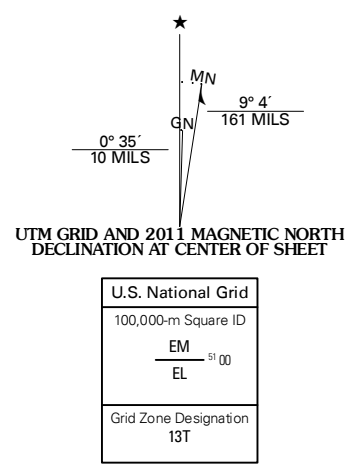 ★
MN
GN
9° 4´
161 MILS
0° 35´
10 MILS
UTM GRID AND 2011 MAGNETIC NORTH
DECLINATION AT CENTER OF SHEET
U.S. National Grid
100,000-m Square ID
EM
51 00
EL
Grid Zone Designation
13T